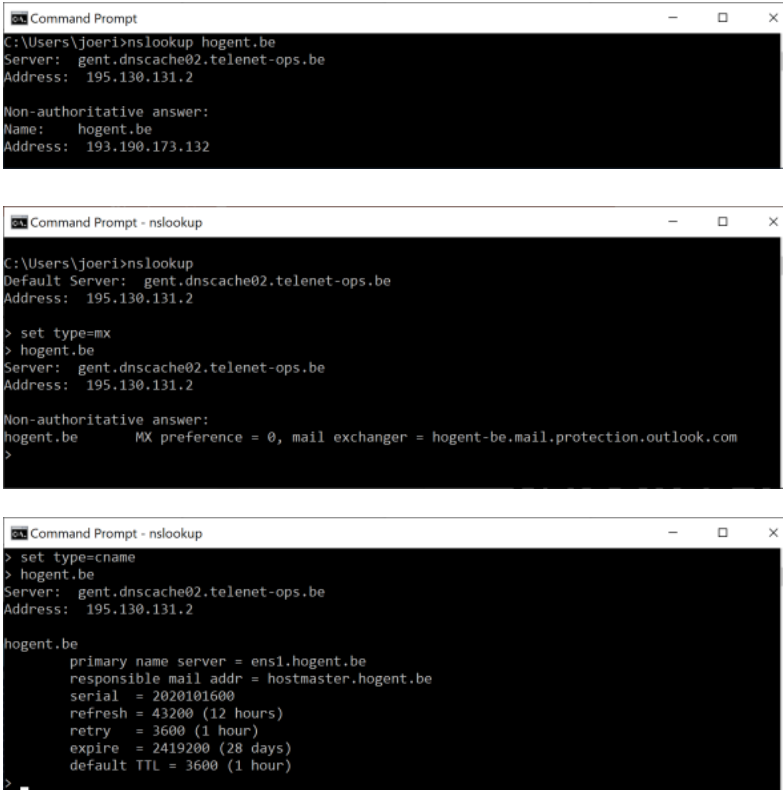 Command Prompt
C:\Users\joeri>nslookup hogent.be
Server:  gent.dnscache02.telenet-ops.be
Address:  195.130.131.2
Non-authoritative answer:
Name:    hogent.be
Address:  193.190.173.132
Command Prompt - nslookup
C:\Users\joeri>nslookup
Default Server:  gent.dnscache02.telenet-ops.be
Address:  195.130.131.2
> set type=mx
> hogent.be
Server:  gent.dnscache02.telenet-ops.be
Address:  195.130.131.2
Non-authoritative answer:
hogent.be       MX preference = 0, mail exchanger = hogent-be.mail.protection.outlook.com
>
Command Prompt - nslookup
> set type=cname
> hogent.be
Server:  gent.dnscache02.telenet-ops.be
Address:  195.130.131.2
hogent.be
primary name server = ens1.hogent.be
responsible mail addr = hostmaster.hogent.be
serial  = 2020101600
refresh = 43200 (12 hours)
retry   = 3600 (1 hour)
expire  = 2419200 (28 days)
default TTL = 3600 (1 hour)
>